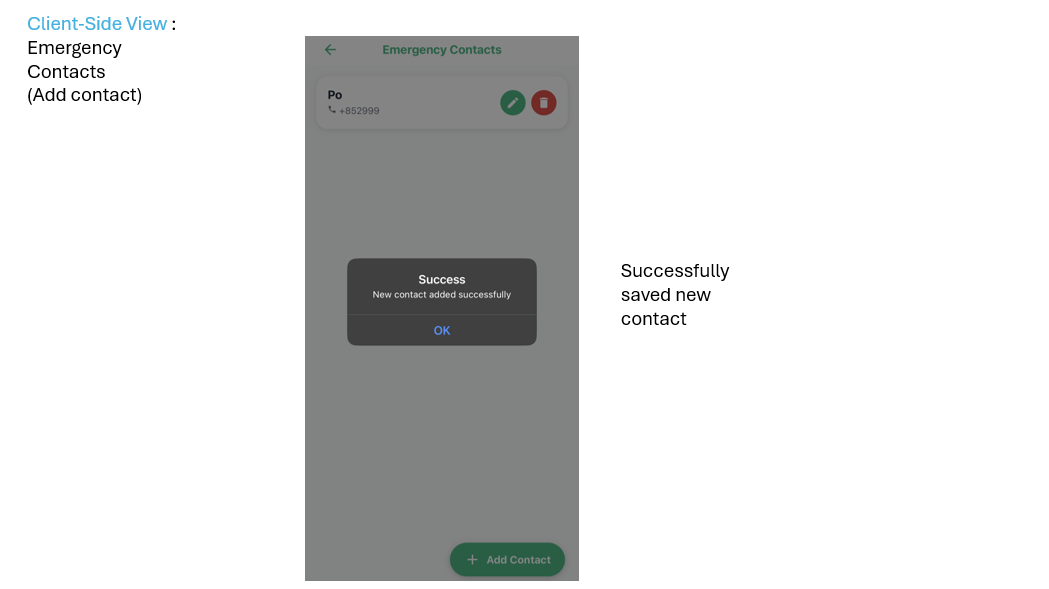 Client-Side View :
Emergency
Contacts
(Add contact)
Emergency Contacts
Po
+852999
Success
New contact added successfully
OK
Successfully
saved new
contact
Add Contact